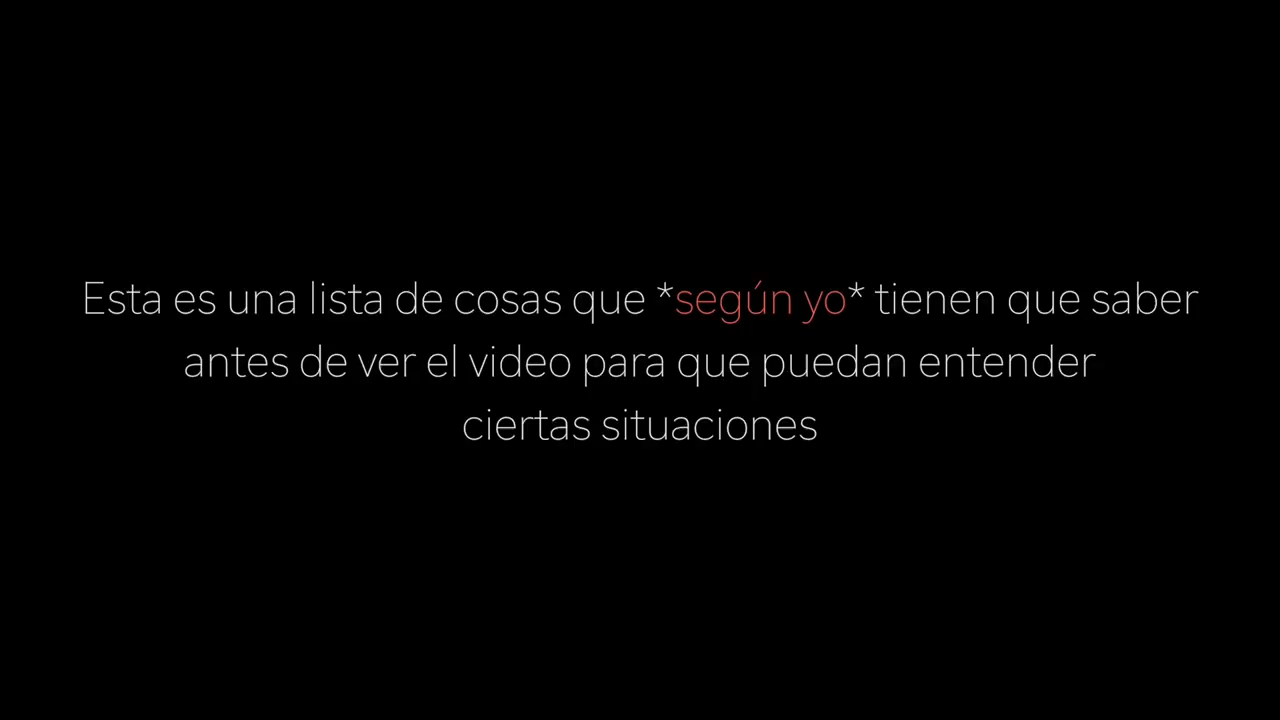 Esta es una lista de cosas que *según yo* tienen que saber
antes de ver el video para que puedan entender
ciertas situaciones